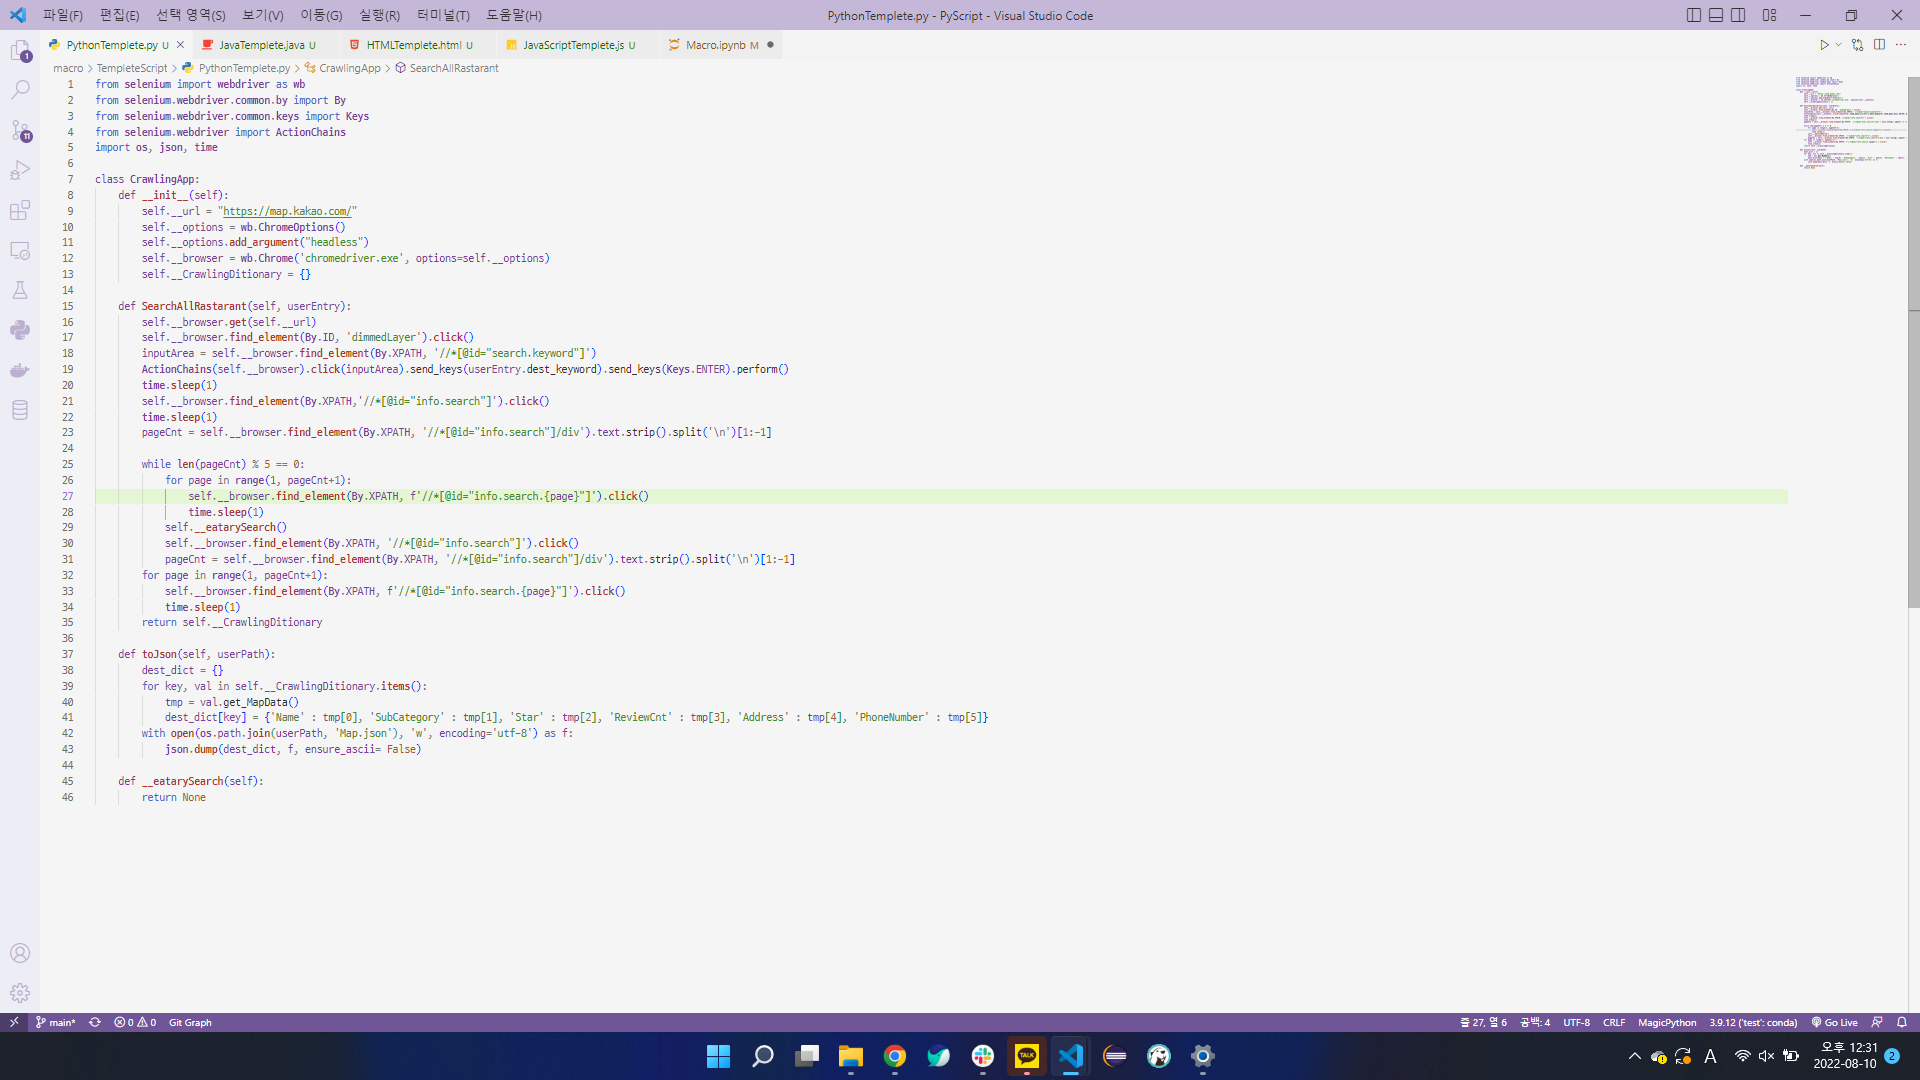 파일(F) 편집(E) 선택 영역(S) 보기(V) 이동(G) 실행(R) 터미널(T) 도움말(H) PythonTemplete.py - PyScript - Visual Studio Code
PythonTemplete.py U JavaTemplete.java U HTMLTemplete.html U JavaScriptTemplete.js U Macro.ipynb M
macro > TempleteScript > PythonTemplete.py > CrawlingApp > SearchAllRastarant
1 from selenium import webdriver as wb
2 from selenium.webdriver.common.by import By
3 from selenium.webdriver.common.keys import Keys
4 from selenium.webdriver import ActionChains
5 import os, json, time
6
7 class CrawlingApp:
8 def __init__(self):
9 self.__url = "https://map.kakao.com/"
10 self.__options = wb.ChromeOptions()
11 self.__options.add_argument("headless")
12 self.__browser = wb.Chrome('chromedriver.exe', options=self.__options)
13 self.__CrawlingDitionary = {}
14
15 def SearchAllRastarant(self, userEntry):
16 self.__browser.get(self.__url)
17 self.__browser.find_element(By.ID, 'dimmedLayer').click()
18 inputArea = self.__browser.find_element(By.XPATH, '//*[@id="search.keyword"]')
19 ActionChains(self.__browser).click(inputArea).send_keys(userEntry.dest_keyword).send_keys(Keys.ENTER).perform()
20 time.sleep(1)
21 self.__browser.find_element(By.XPATH,'//*[@id="info.search"]').click()
22 time.sleep(1)
23 pageCnt = self.__browser.find_element(By.XPATH, '//*[@id="info.search"]/div').text.strip().split('\n')[1:-1]
24
25 while len(pageCnt) % 5 == 0:
26 for page in range(1, pageCnt+1):
27 self.__browser.find_element(By.XPATH, f'//*[@id="info.search.{page}"]').click()
28 time.sleep(1)
29 self.__eatarySearch()
30 self.__browser.find_element(By.XPATH, '//*[@id="info.search"]').click()
31 pageCnt = self.__browser.find_element(By.XPATH, '//*[@id="info.search"]/div').text.strip().split('\n')[1:-1]
32 for page in range(1, pageCnt+1):
33 self.__browser.find_element(By.XPATH, f'//*[@id="info.search.{page}"]').click()
34 time.sleep(1)
35 return self.__CrawlingDitionary
36
37 def toJson(self, userPath):
38 dest_dict = {}
39 for key, val in self.__CrawlingDitionary.items():
40 tmp = val.get_MapData()
41 dest_dict[key] = {'Name' : tmp[0], 'SubCategory' : tmp[1], 'Star' : tmp[2], 'ReviewCnt' : tmp[3], 'Address' : tmp[4], 'PhoneNumber' : tmp[5]}
42 with open(os.path.join(userPath, 'Map.json'), 'w', encoding='utf-8') as f:
43 json.dump(dest_dict, f, ensure_ascii= False)
44
45 def __eatarySearch(self):
46 return None
1
11
main* 0 0 Git Graph 줄 27, 열 6 공백: 4 UTF-8 CRLF MagicPython 3.9.12 ('test': conda) Go Live
TALK A 오후 12:31
2022-08-10 2